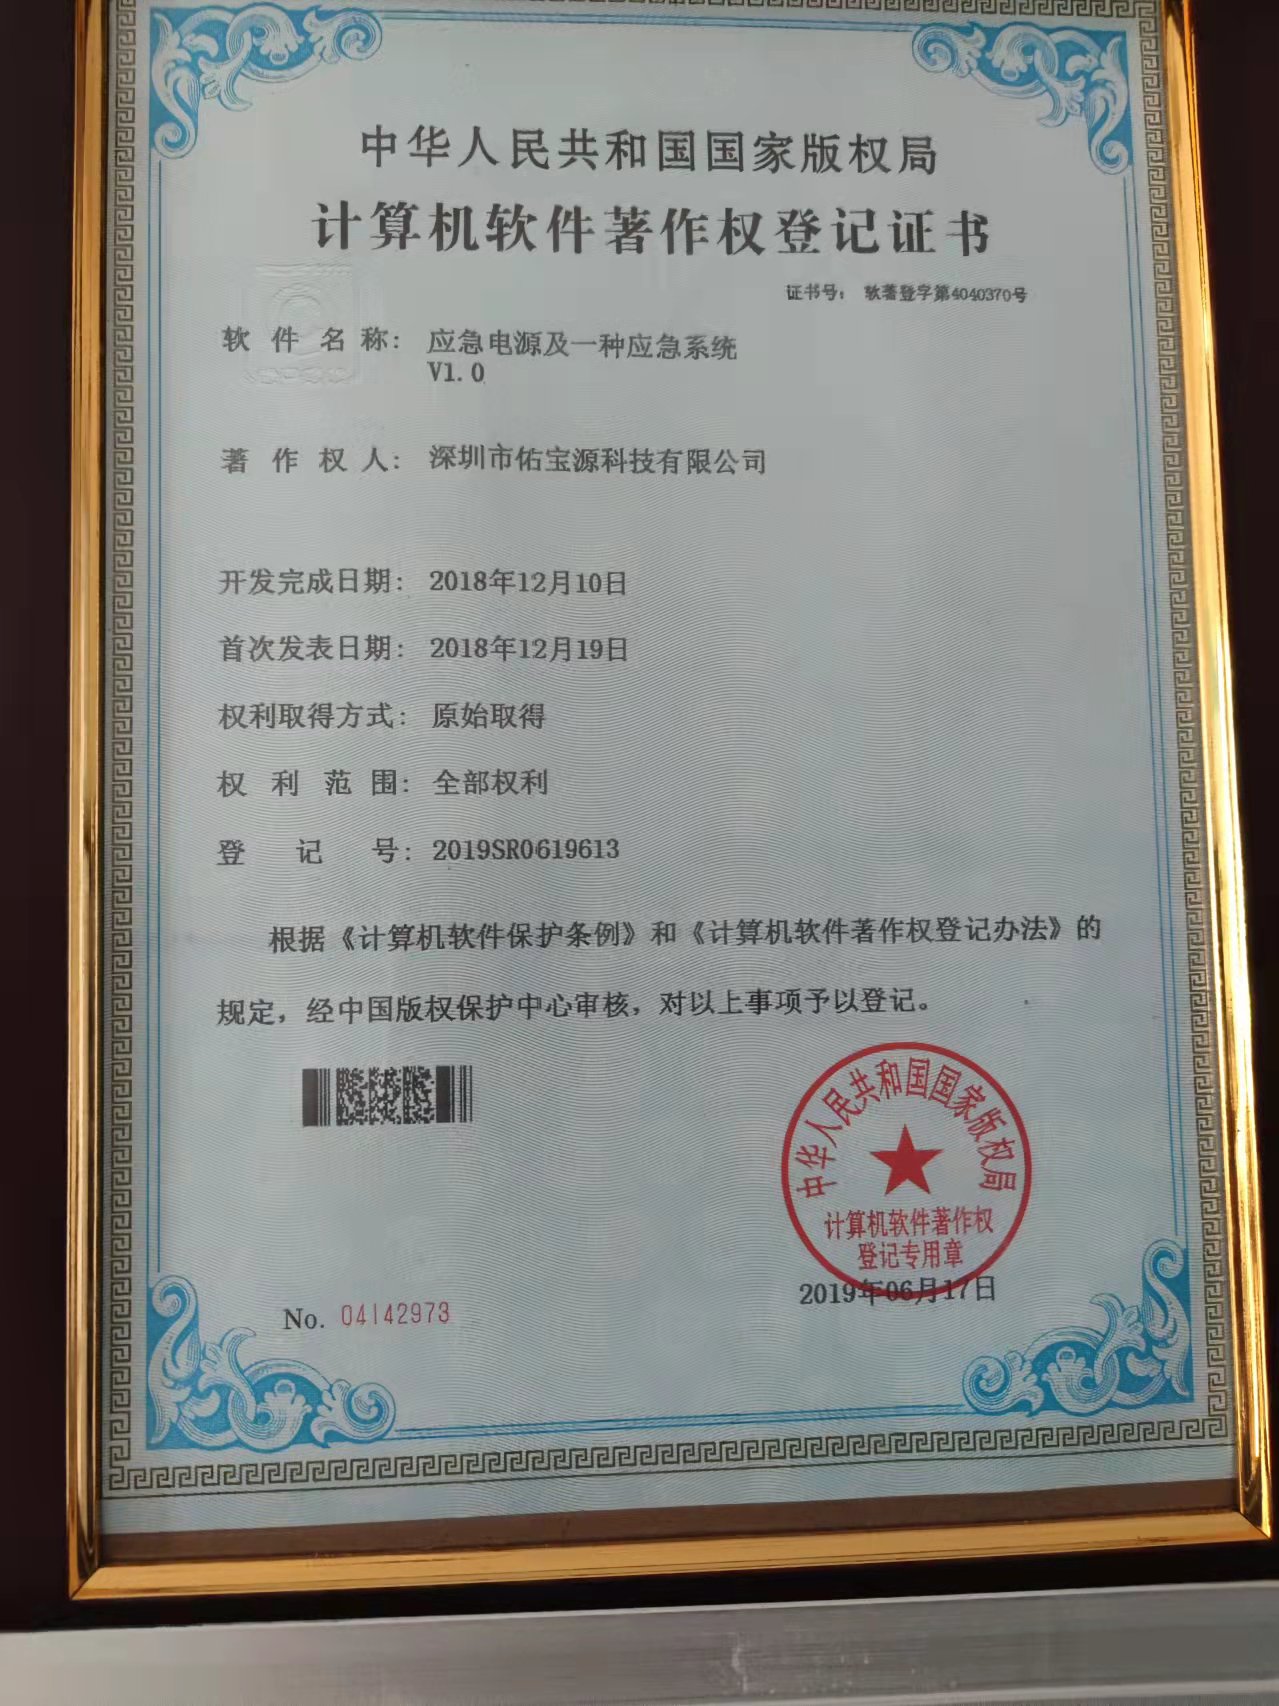 中华人民共和国国家版权局
计算机软件著作权登记证书
证书号： 软著登字第4040370号
软件名称： 应急电源及一种应急系统
V1.0
著作权人： 深圳市佑宝源科技有限公司
开发完成日期： 2018年12月10日
首次发表日期： 2018年12月19日
权利取得方式： 原始取得
权利范围： 全部权利
登记号： 2019SR0619613
根据《计算机软件保护条例》和《计算机软件著作权登记办法》的
规定，经中国版权保护中心审核，对以上事项予以登记。
中华人民共和国国家版权局
计算机软件著作权
登记专用章
2019年06月17日
No. 04142973